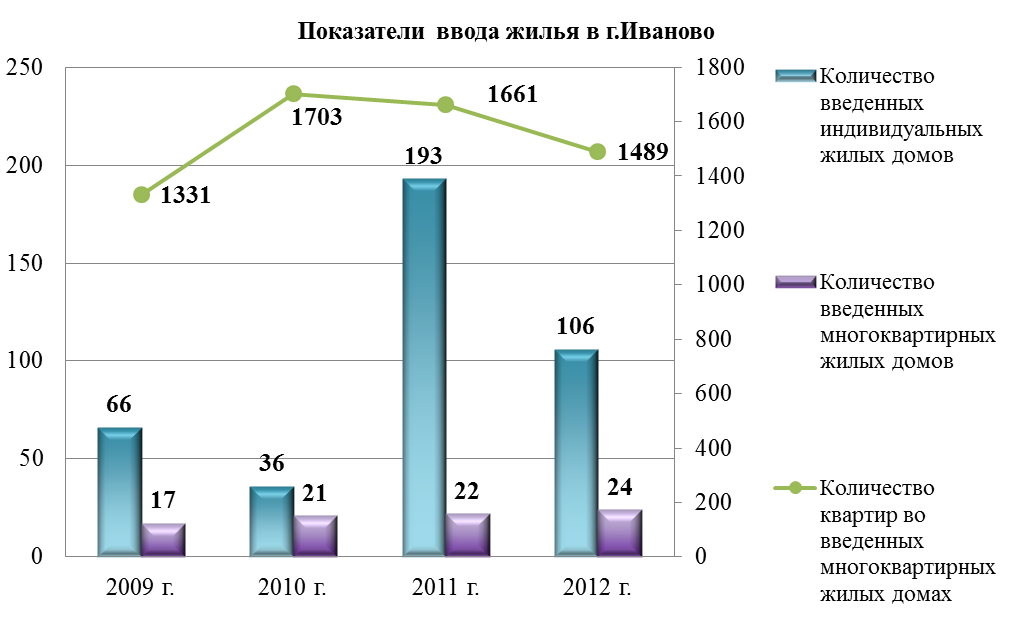 Показатели ввода жилья в г.Иваново
250
200
150
100
50
0
1800
1600
1400
1200
1000
800
600
400
200
0
1331
1703
1661
1489
66
17
36
21
193
22
106
24
2009 г.
2010 г.
2011 г.
2012 г.
Количество
введенных
индивидуальных
жилых домов
Количество
введенных
многоквартирных
жилых домов
Количество
квартир во
введенных
многоквартирных
жилых домах